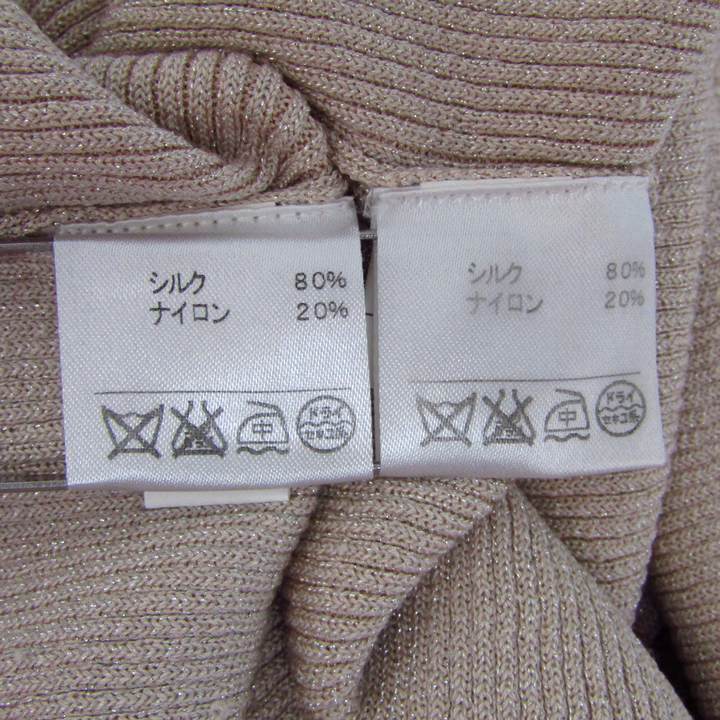 シルク 80%
ナイロン 20%
中 ドライ
セキユ系
シルク 80%
ナイロン 20%
中 ドライ
セキユ系